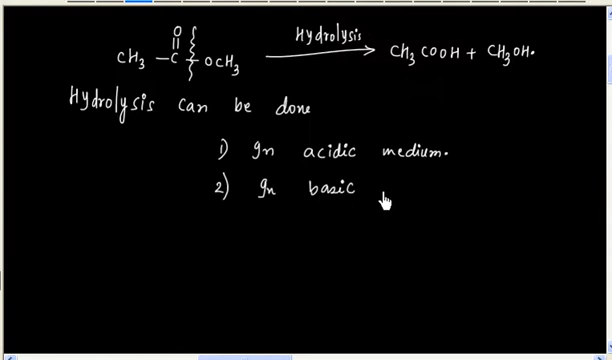 O
||
CH3 — C — OCH3 Hydrolysis → CH3COOH + CH3OH.
Hydrolysis can be done
1) In acidic medium.
2) In basic